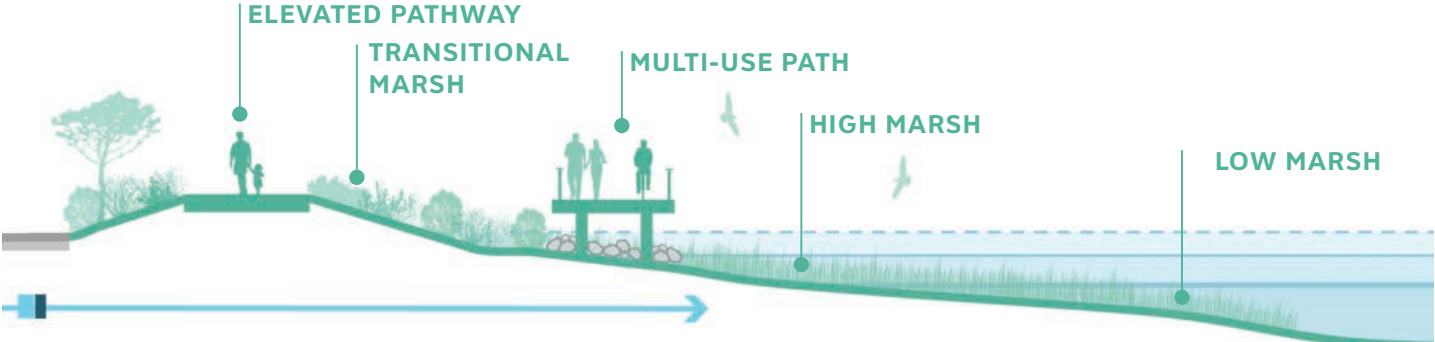 ELEVATED PATHWAY
TRANSITIONAL
MARSH
MULTI-USE PATH
HIGH MARSH
LOW MARSH